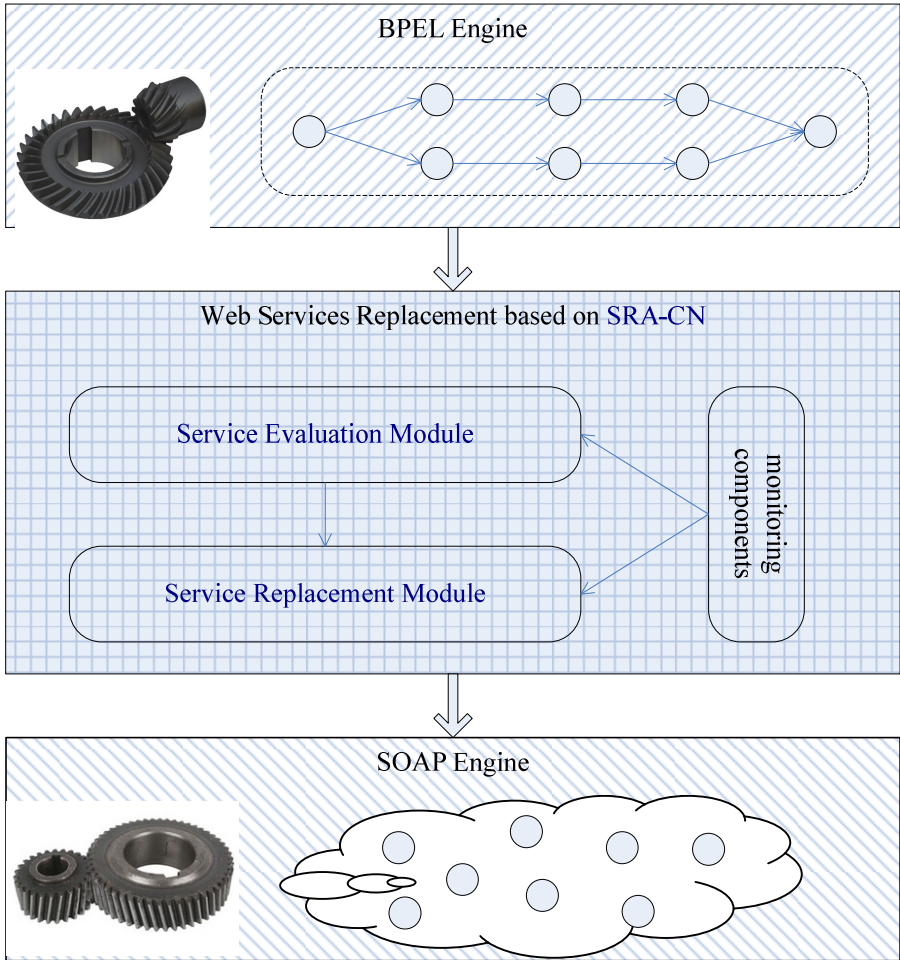 BPEL Engine
Web Services Replacement based on SRA-CN
Service Evaluation Module
monitoring
components
Service Replacement Module
SOAP Engine